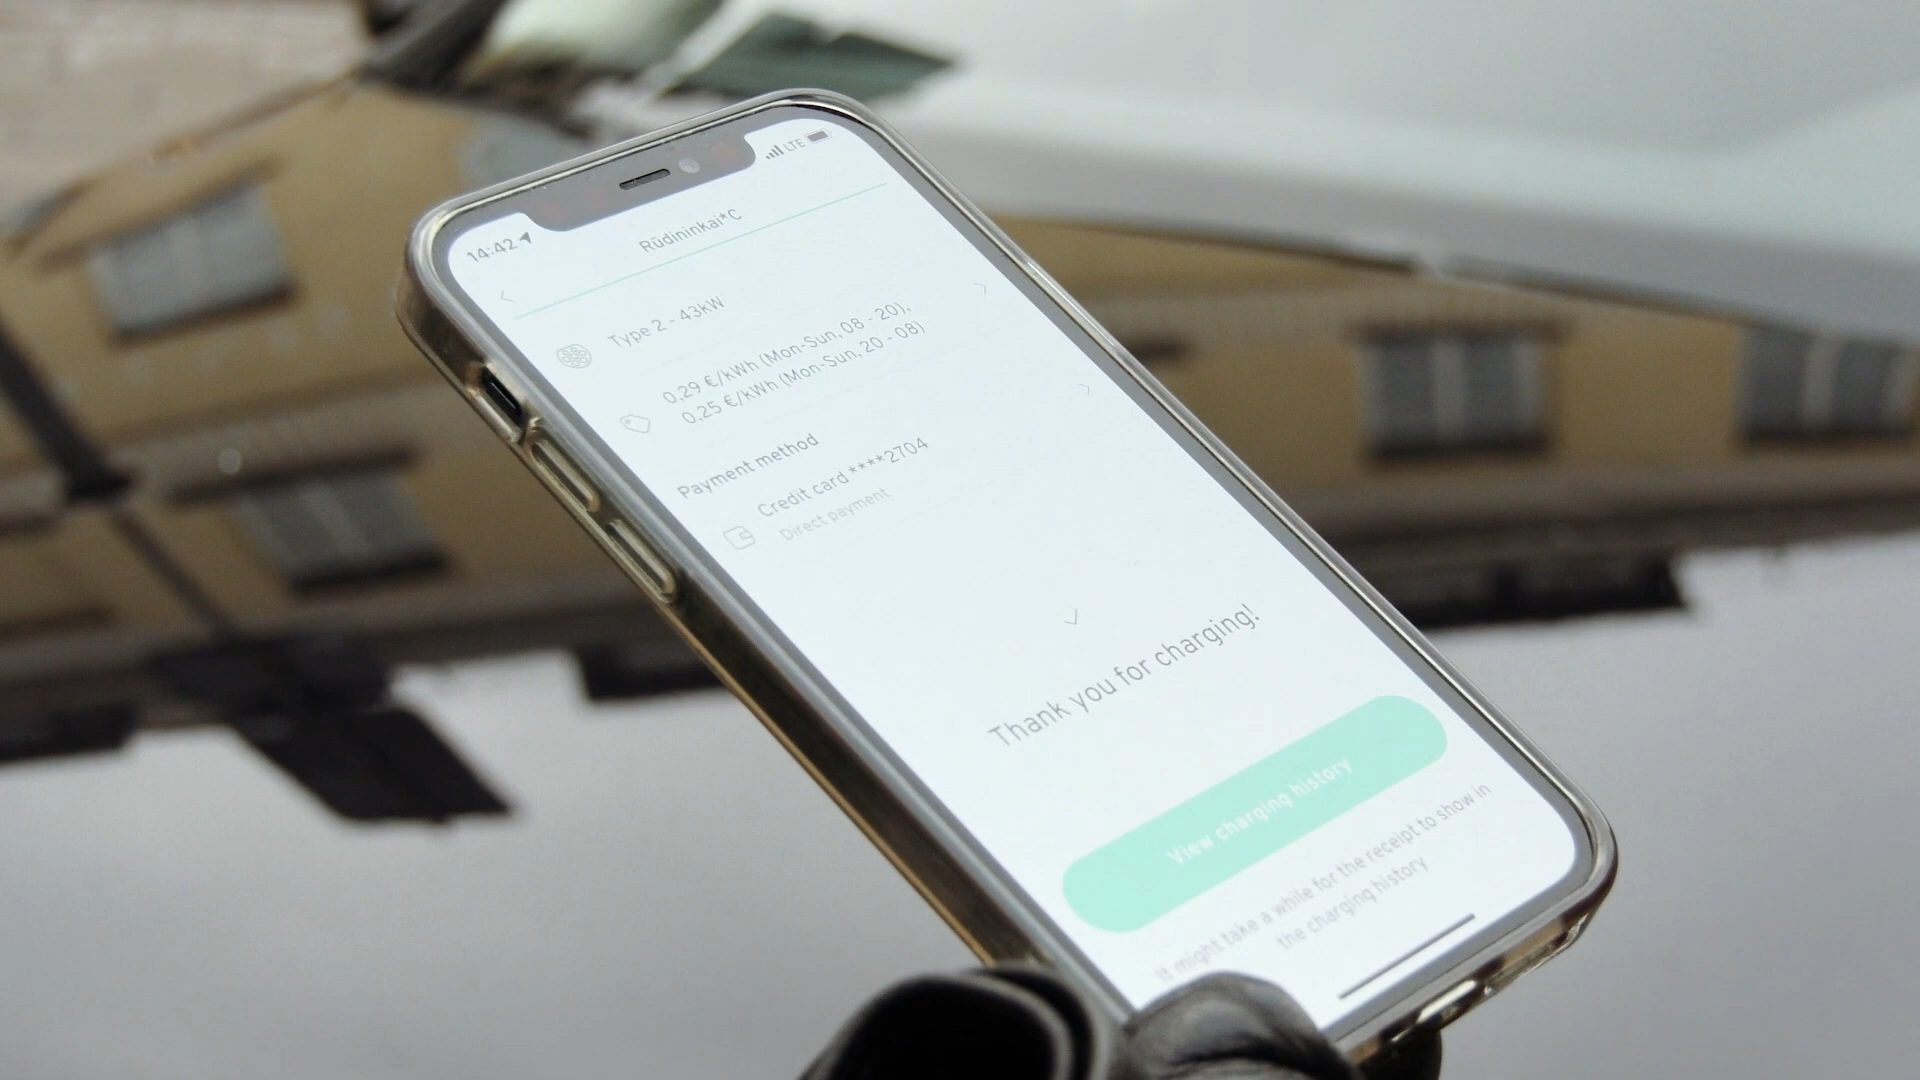 14:42
LTE
Rūdininkai*C
Type 2 - 43kW
0.29 €/kWh (Mon-Sun, 08 - 20),
0.25 €/kWh (Mon-Sun, 20 - 08)
Payment method
Credit card ****2704
Direct payment
Thank you for charging!
View charging history
It might take a while for the receipt to show in
the charging history